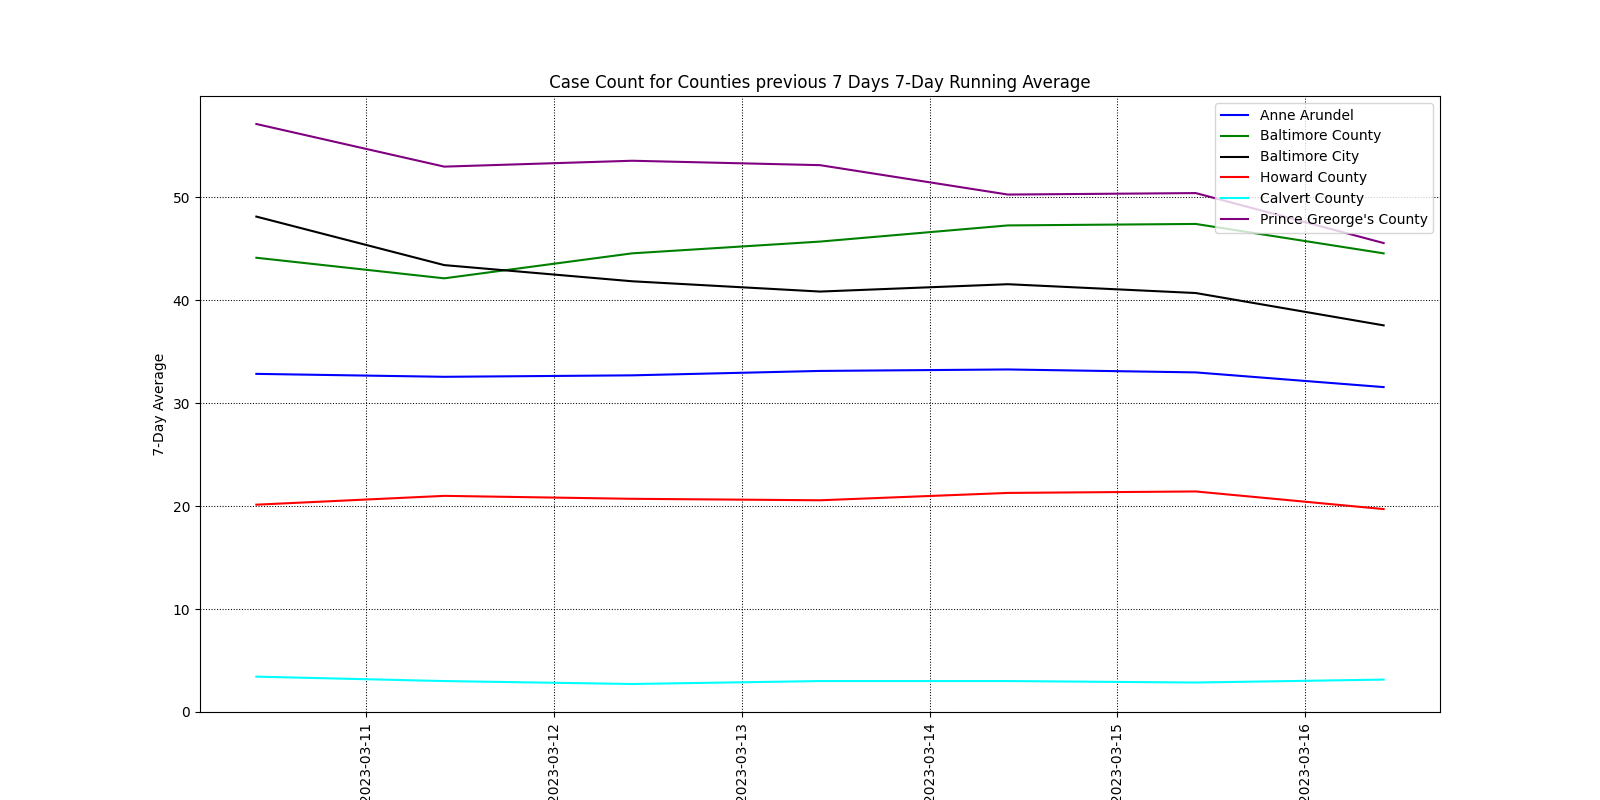 Case Count for Counties previous 7 Days 7-Day Running Average
Anne Arundel
Baltimore County
Baltimore City
Howard County
Calvert County
Prince Greorge's County
7-Day Average
50
40
30
20
10
0
2023-03-11
2023-03-12
2023-03-13
2023-03-14
2023-03-15
2023-03-16